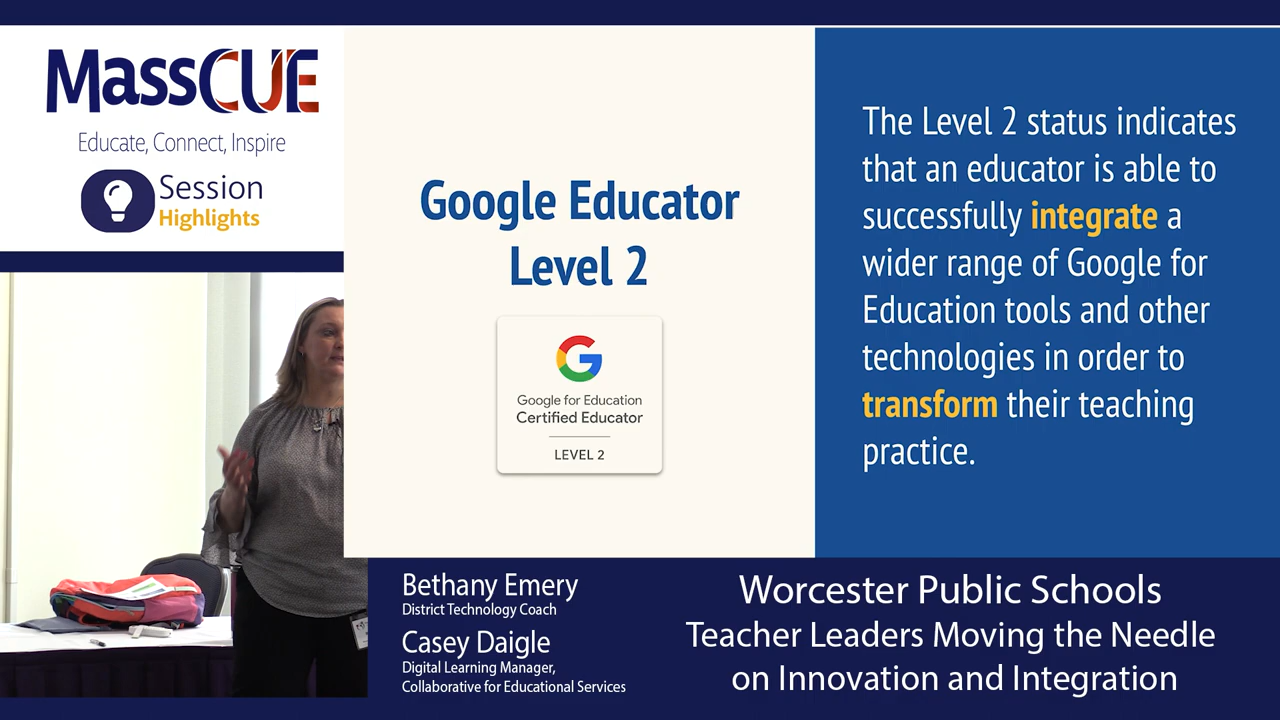 MassCUE
Educate, Connect, Inspire
Session
Highlights
Google Educator
Level 2
Google for Education
Certified Educator
LEVEL 2
The Level 2 status indicates
that an educator is able to
successfully integrate a
wider range of Google for
Education tools and other
technologies in order to
transform their teaching
practice.
Bethany Emery
District Technology Coach
Casey Daigle
Digital Learning Manager,
Collaborative for Educational Services
Worcester Public Schools
Teacher Leaders Moving the Needle
on Innovation and Integration